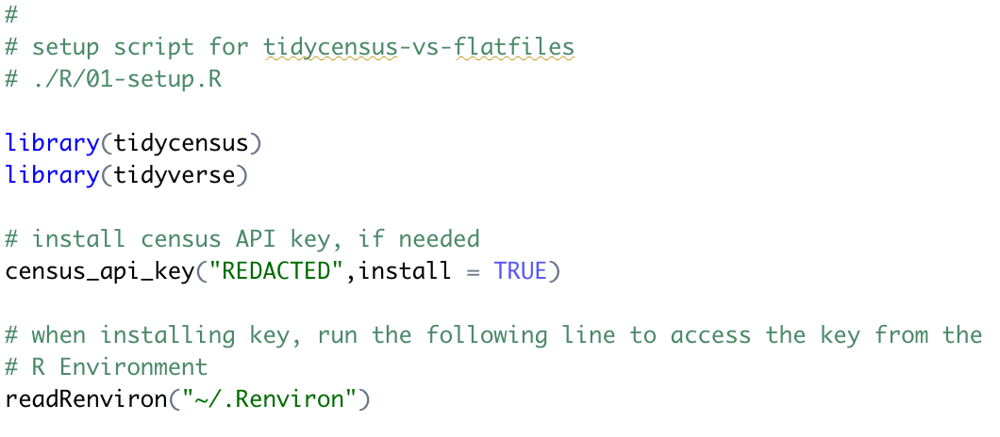 #
# setup script for tidycensus-vs-flatfiles
# ./R/01-setup.R
library(tidycensus)
library(tidyverse)
# install census API key, if needed
census_api_key("REDACTED",install = TRUE)
# when installing key, run the following line to access the key from the
# R Environment
readRenviron("~/.Renviron")